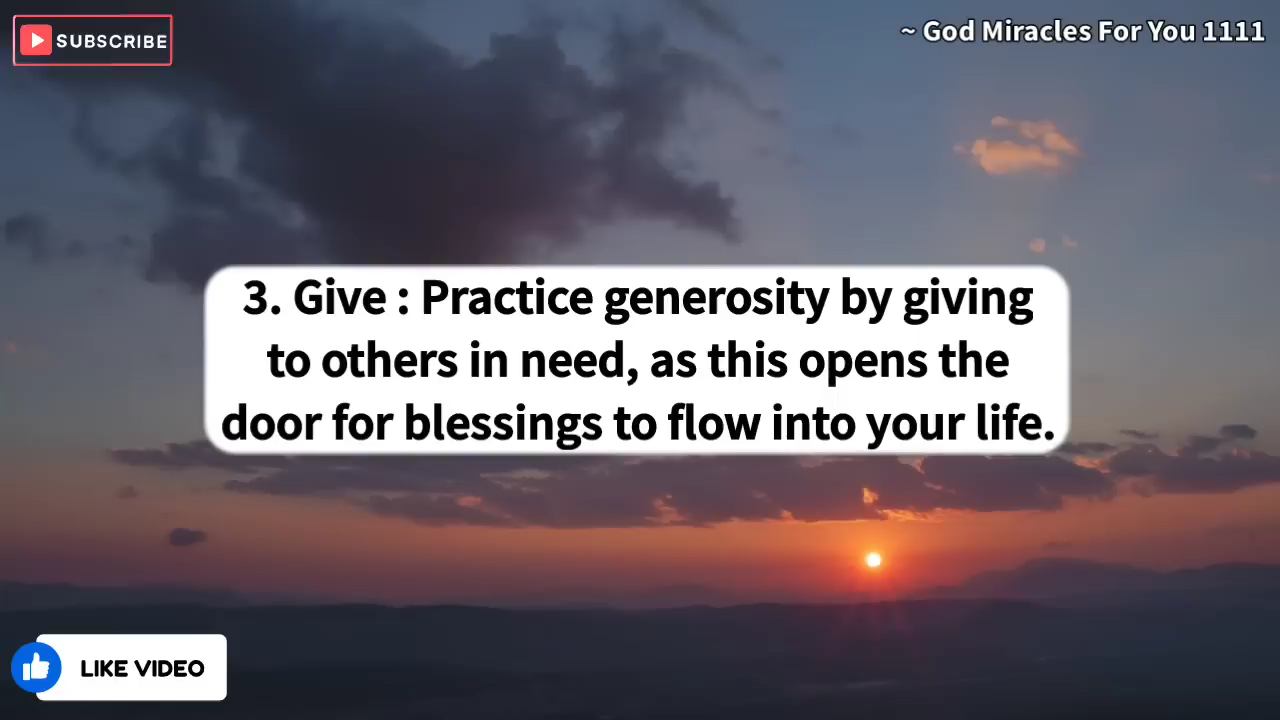 SUBSCRIBE
~ God Miracles For You 1111
3. Give : Practice generosity by giving
to others in need, as this opens the
door for blessings to flow into your life.
LIKE VIDEO